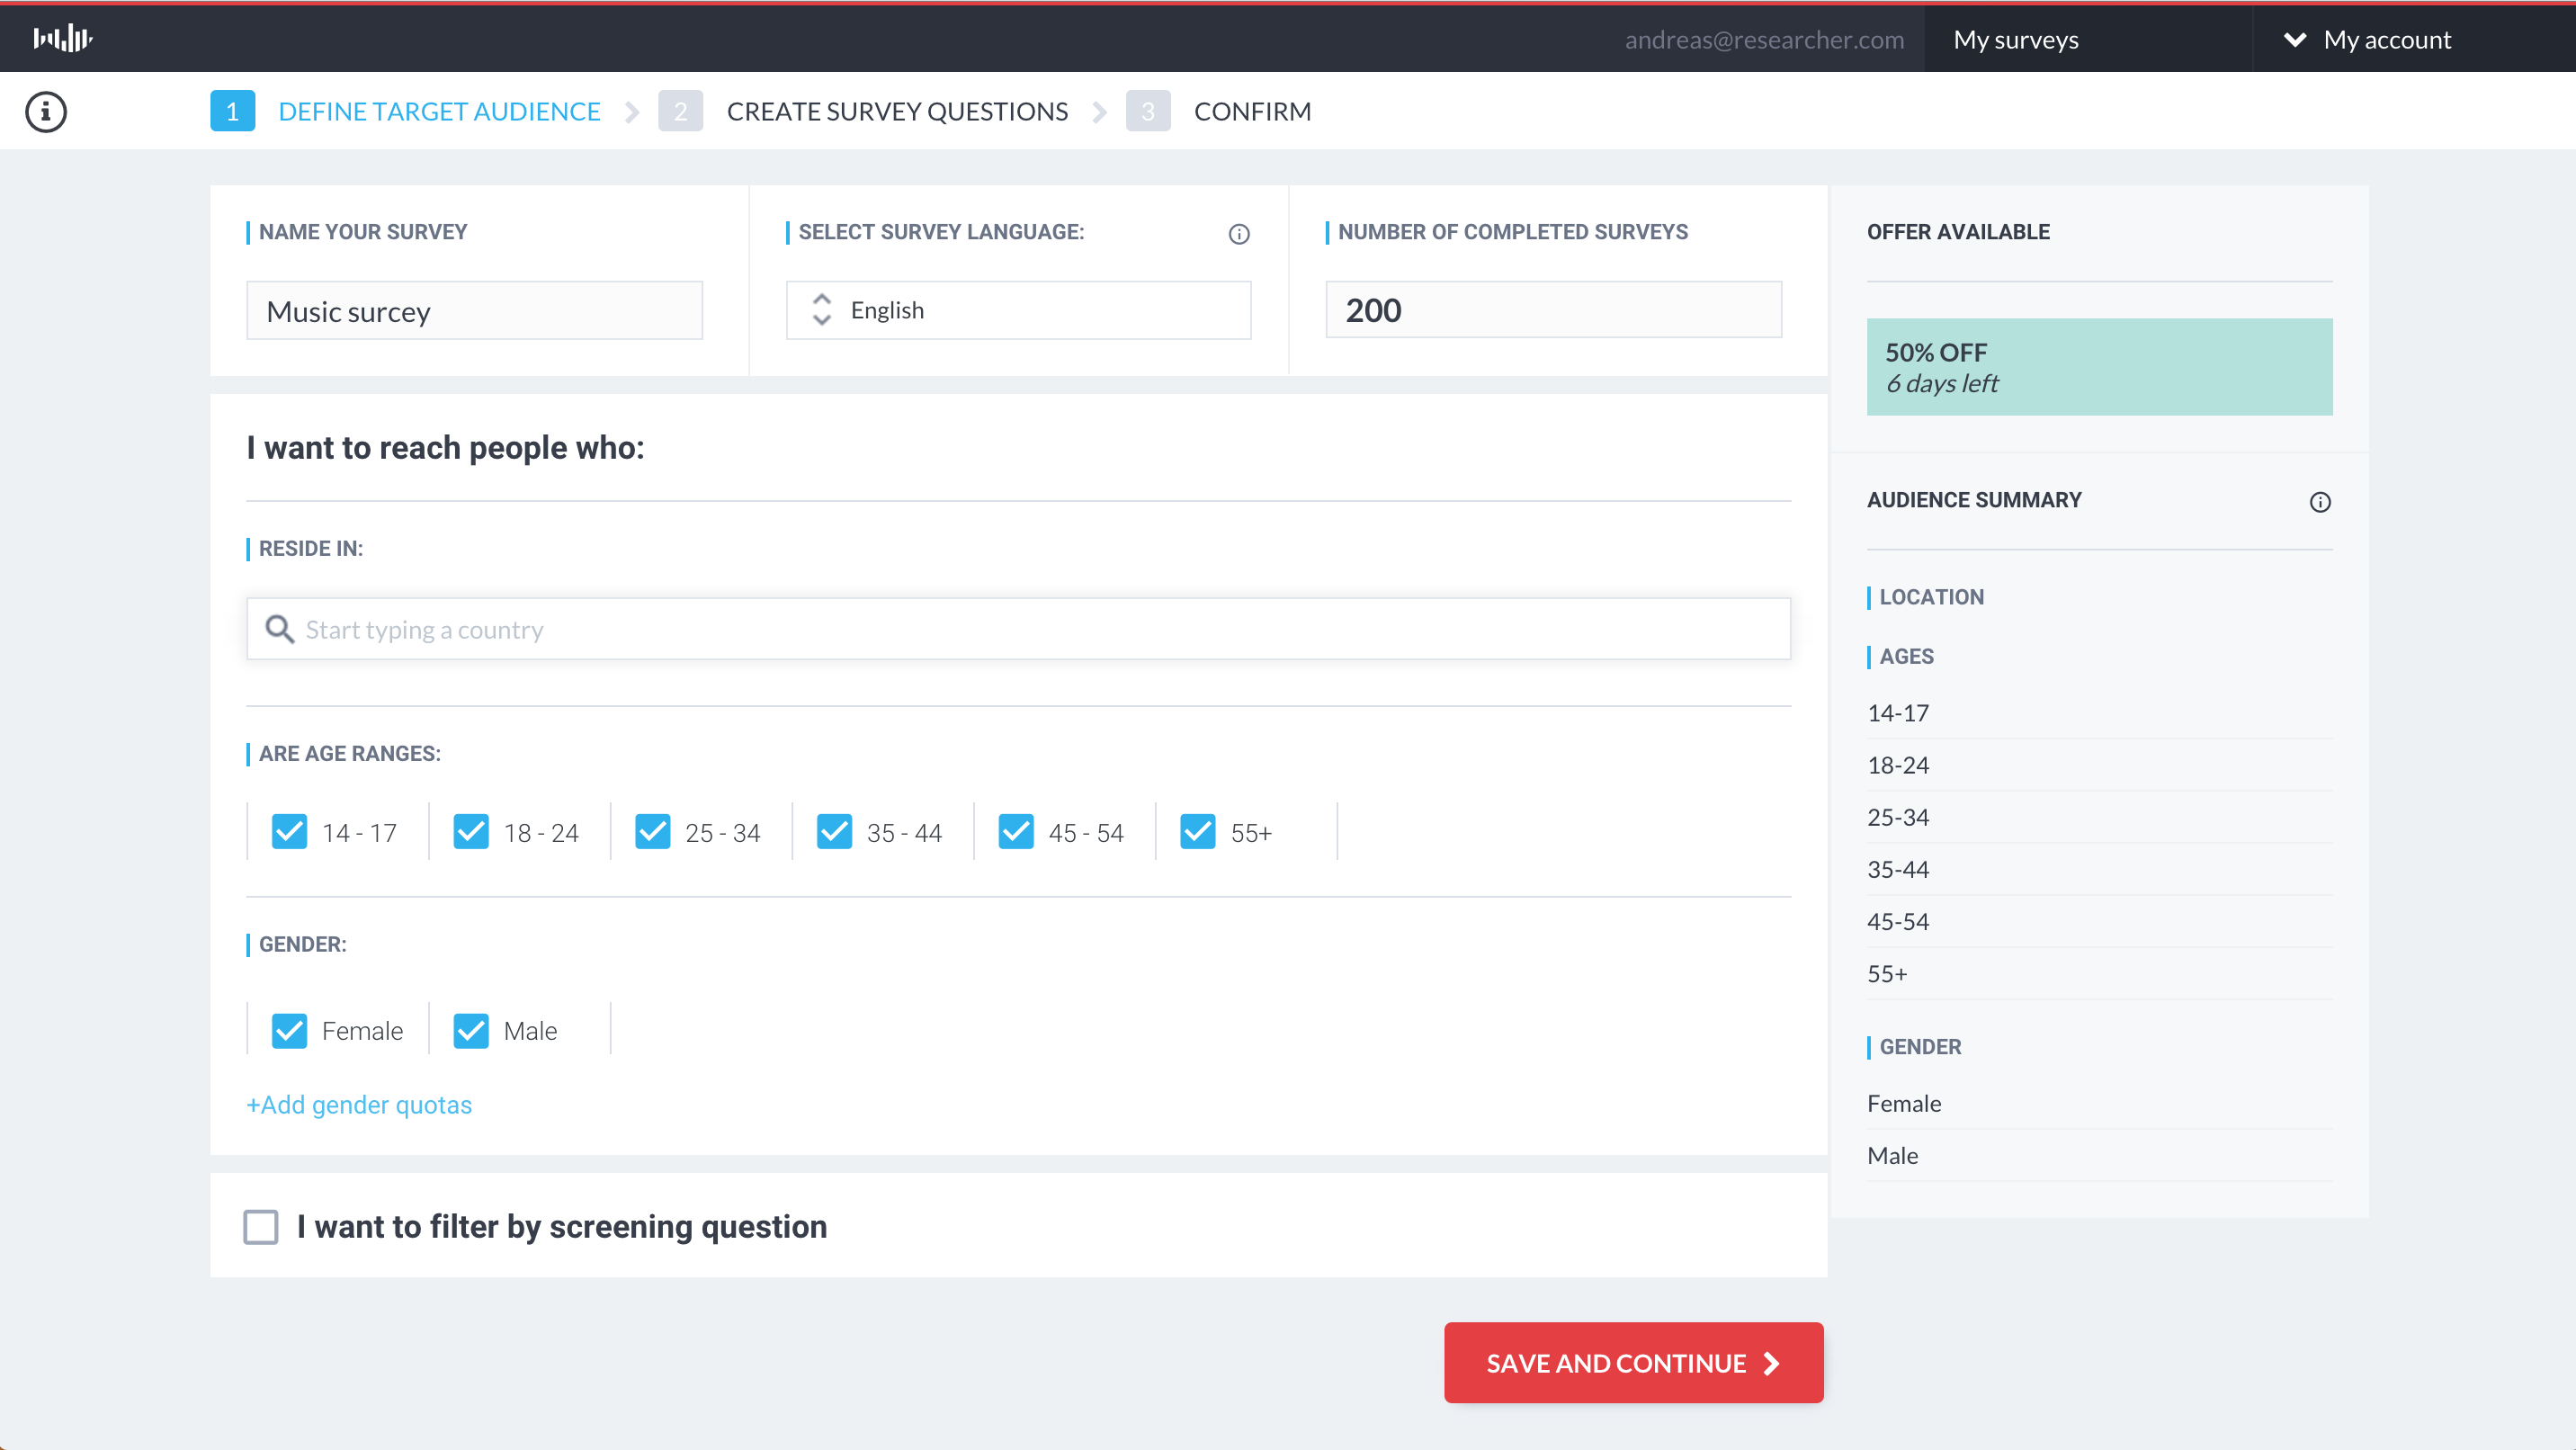 andreas@researcher.com
My surveys
My account
1 DEFINE TARGET AUDIENCE
2 CREATE SURVEY QUESTIONS
3 CONFIRM
NAME YOUR SURVEY
Music surcey
SELECT SURVEY LANGUAGE:
English
NUMBER OF COMPLETED SURVEYS
200
I want to reach people who:
RESIDE IN:
Start typing a country
ARE AGE RANGES:
14 - 17
18 - 24
25 - 34
35 - 44
45 - 54
55+
GENDER:
Female
Male
+Add gender quotas
I want to filter by screening question
SAVE AND CONTINUE
OFFER AVAILABLE
50% OFF
6 days left
AUDIENCE SUMMARY
LOCATION
AGES
14-17
18-24
25-34
35-44
45-54
55+
GENDER
Female
Male